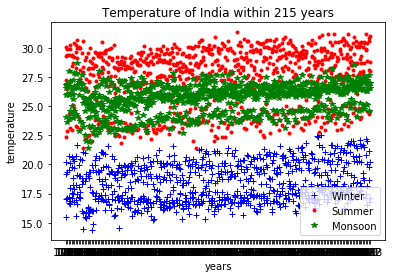 Temperature of India within 215 years
temperature
30.0
27.5
25.0
22.5
20.0
17.5
15.0
Winter
Summer
Monsoon
years